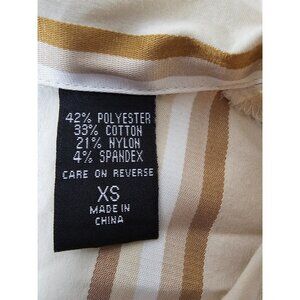 42% POLYESTER
33% COTTON
21% NYLON
4% SPANDEX
CARE ON REVERSE
XS
MADE IN
CHINA